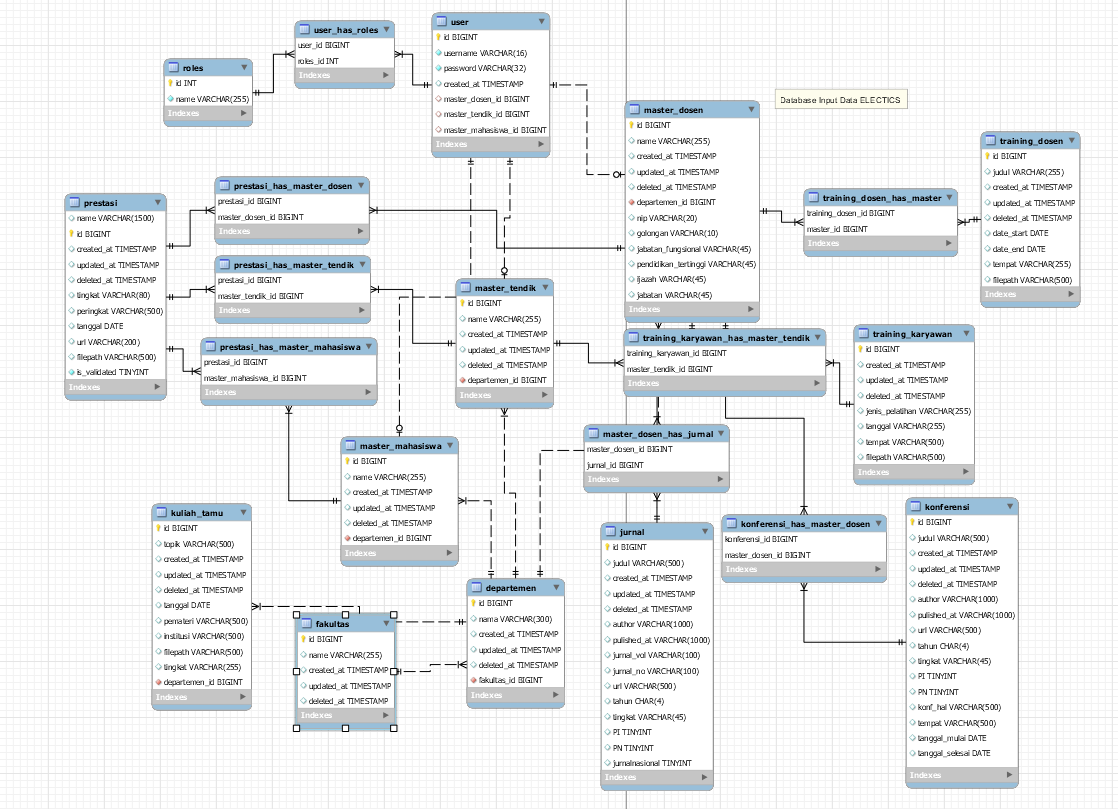 user
id BIGINT
username VARCHAR(16)
password VARCHAR(32)
created_at TIMESTAMP
master_dosen_id BIGINT
master_tendik_id BIGINT
master_mahasiswa_id BIGINT
Indexes
user_has_roles
user_id BIGINT
roles_id INT
Indexes
roles
id INT
name VARCHAR(255)
Indexes
Database Input Data ELECTICS
master_dosen
id BIGINT
name VARCHAR(255)
created_at TIMESTAMP
updated_at TIMESTAMP
deleted_at TIMESTAMP
departemen_id BIGINT
nip VARCHAR(20)
golongan VARCHAR(10)
jabatan_fungsional VARCHAR(45)
pendidikan_tertinggi VARCHAR(45)
ijazah VARCHAR(45)
jabatan VARCHAR(45)
Indexes
training_dosen
id BIGINT
judul VARCHAR(255)
created_at TIMESTAMP
updated_at TIMESTAMP
deleted_at TIMESTAMP
date_start DATE
date_end DATE
tempat VARCHAR(255)
filepath VARCHAR(500)
Indexes
training_dosen_has_master
training_dosen_id BIGINT
master_id BIGINT
Indexes
prestasi
name VARCHAR(1500)
id BIGINT
created_at TIMESTAMP
updated_at TIMESTAMP
deleted_at TIMESTAMP
tingkat VARCHAR(80)
peringkat VARCHAR(500)
tanggal DATE
url VARCHAR(200)
filepath VARCHAR(500)
is_validated TINYINT
Indexes
prestasi_has_master_dosen
prestasi_id BIGINT
master_dosen_id BIGINT
Indexes
prestasi_has_master_tendik
prestasi_id BIGINT
master_tendik_id BIGINT
Indexes
prestasi_has_master_mahasiswa
prestasi_id BIGINT
master_mahasiswa_id BIGINT
Indexes
master_tendik
id BIGINT
name VARCHAR(255)
created_at TIMESTAMP
updated_at TIMESTAMP
deleted_at TIMESTAMP
departemen_id BIGINT
Indexes
training_karyawan_has_master_tendik
training_karyawan_id BIGINT
master_tendik_id BIGINT
Indexes
training_karyawan
id BIGINT
created_at TIMESTAMP
updated_at TIMESTAMP
deleted_at TIMESTAMP
jenis_pelatihan VARCHAR(255)
tanggal VARCHAR(255)
tempat VARCHAR(500)
filepath VARCHAR(500)
Indexes
master_mahasiswa
id BIGINT
name VARCHAR(255)
created_at TIMESTAMP
updated_at TIMESTAMP
deleted_at TIMESTAMP
departemen_id BIGINT
Indexes
master_dosen_has_jurnal
master_dosen_id BIGINT
jurnal_id BIGINT
Indexes
kuliah_tamu
id BIGINT
topik VARCHAR(500)
created_at TIMESTAMP
updated_at TIMESTAMP
deleted_at TIMESTAMP
tanggal DATE
pemateri VARCHAR(500)
institusi VARCHAR(500)
filepath VARCHAR(500)
tingkat VARCHAR(255)
departemen_id BIGINT
Indexes
fakultas
id BIGINT
name VARCHAR(255)
created_at TIMESTAMP
updated_at TIMESTAMP
deleted_at TIMESTAMP
Indexes
departemen
id BIGINT
nama VARCHAR(300)
created_at TIMESTAMP
updated_at TIMESTAMP
deleted_at TIMESTAMP
fakultas_id BIGINT
Indexes
jurnal
id BIGINT
judul VARCHAR(500)
created_at TIMESTAMP
updated_at TIMESTAMP
deleted_at TIMESTAMP
author VARCHAR(1000)
pulished_at VARCHAR(1000)
jurnal_vol VARCHAR(100)
jurnal_no VARCHAR(100)
url VARCHAR(500)
tahun CHAR(4)
tingkat VARCHAR(45)
PI TINYINT
PN TINYINT
jurnalnasional TINYINT
Indexes
konferensi_has_master_dosen
konferensi_id BIGINT
master_dosen_id BIGINT
Indexes
konferensi
id BIGINT
judul VARCHAR(500)
created_at TIMESTAMP
updated_at TIMESTAMP
deleted_at TIMESTAMP
author VARCHAR(1000)
pulished_at VARCHAR(1000)
url VARCHAR(500)
tahun CHAR(4)
tingkat VARCHAR(45)
PI TINYINT
PN TINYINT
konf_hal VARCHAR(500)
tempat VARCHAR(500)
tanggal_mulai DATE
tanggal_selesai DATE
Indexes